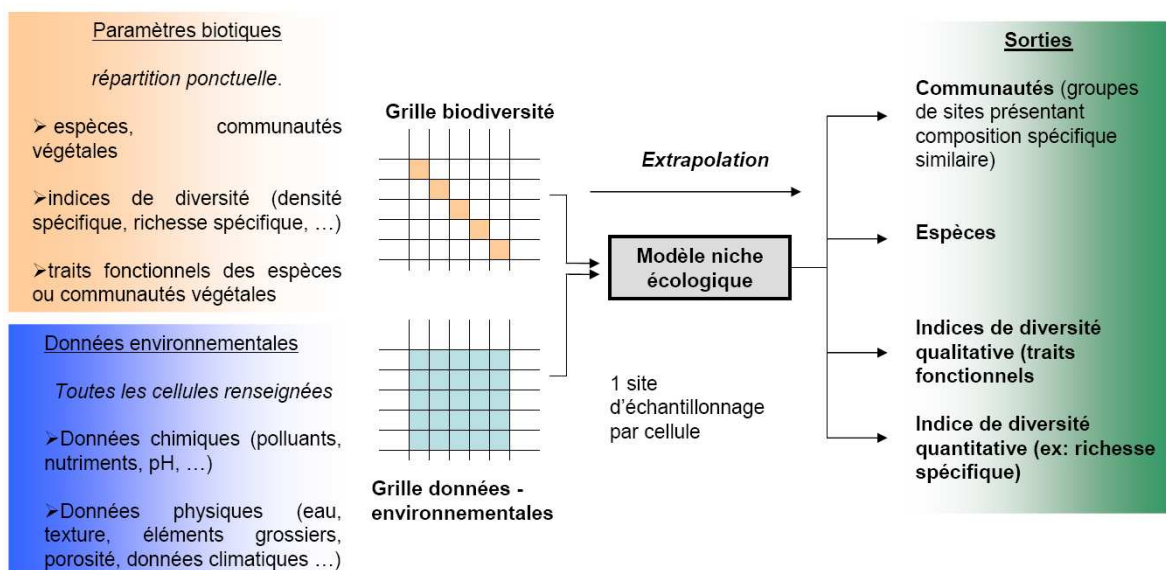 Paramètres biotiques
répartition ponctuelle.
➢ espèces, communautés
végétales
➢indices de diversité (densité
spécifique, richesse spécifique, …)
➢traits fonctionnels des espèces
ou communautés végétales
Données environnementales
Toutes les cellules renseignées
➢Données chimiques (polluants,
nutriments, pH, …)
➢Données physiques (eau,
texture, éléments grossiers,
porosité, données climatiques …)
Grille biodiversité
Grille données -
environnementales
Extrapolation
Modèle niche
écologique
1 site
d'échantillonnage
par cellule
Sorties
Communautés (groupes
de sites présentant
composition spécifique
similaire)
Espèces
Indices de diversité
qualitative (traits
fonctionnels
Indice de diversité
quantitative (ex: richesse
spécifique)